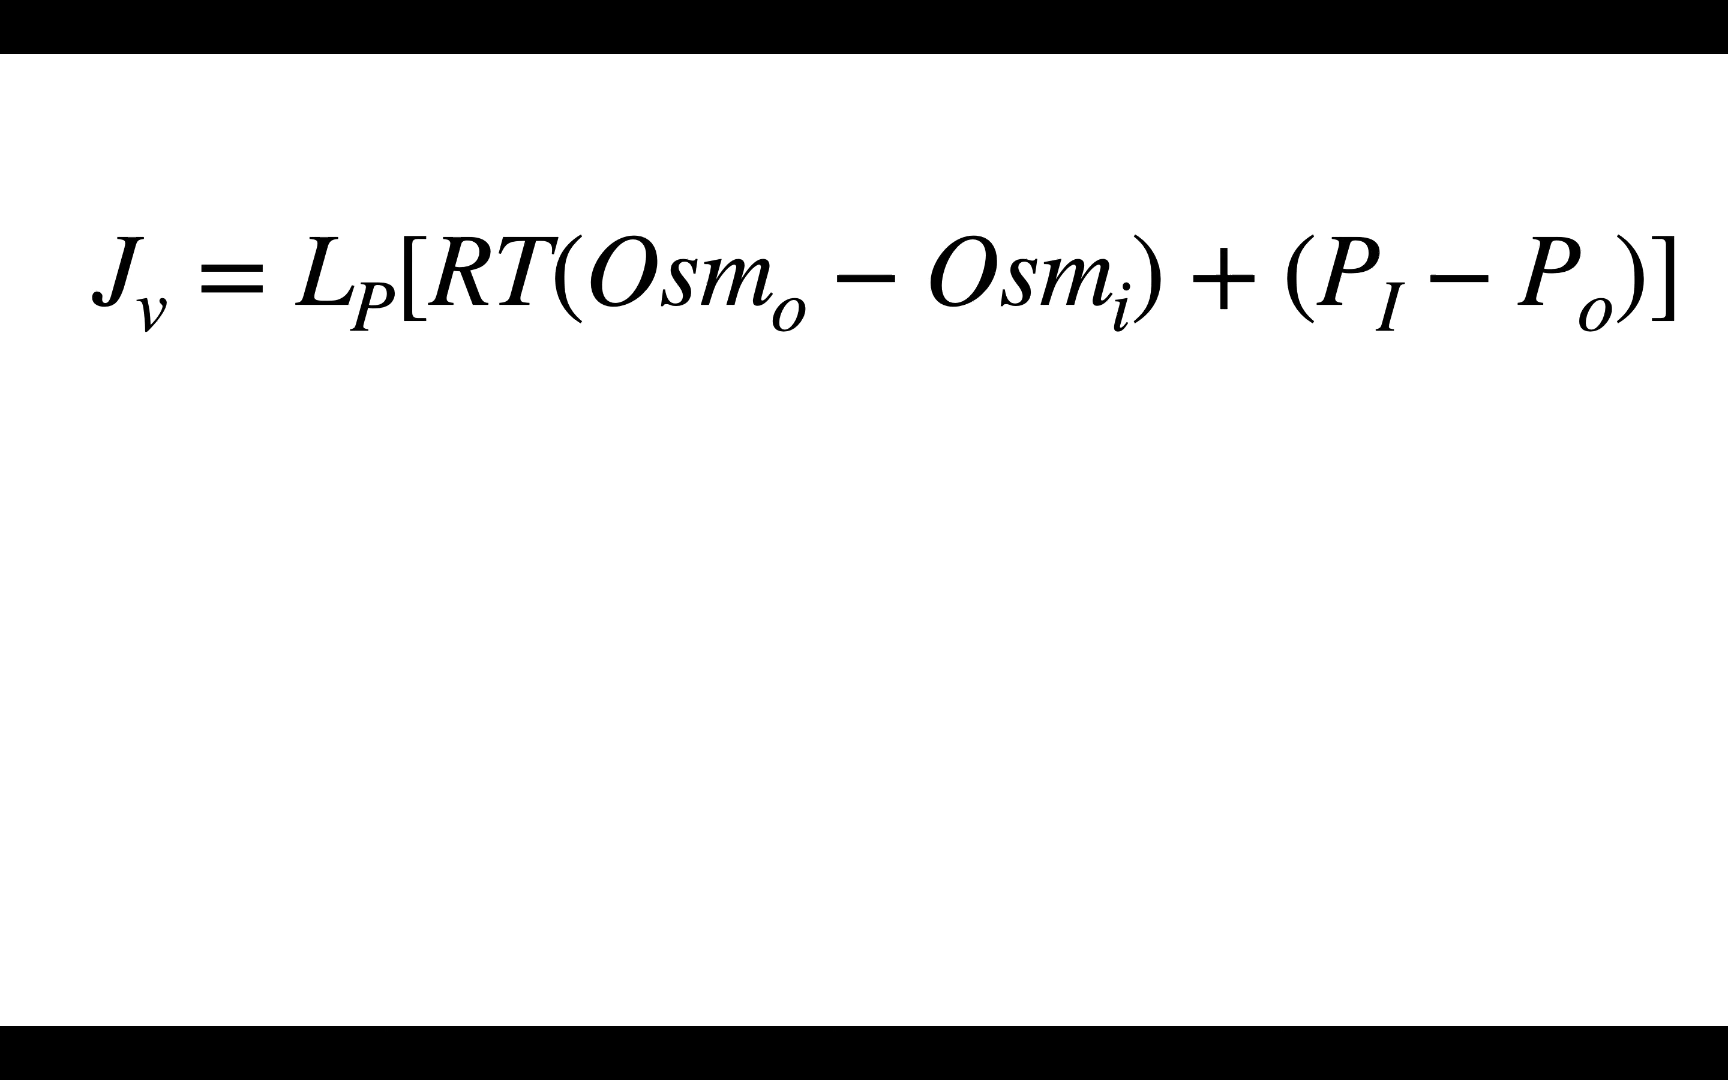 J_v = L_P[RT(Osm_o − Osm_i) + (P_I − P_o)]